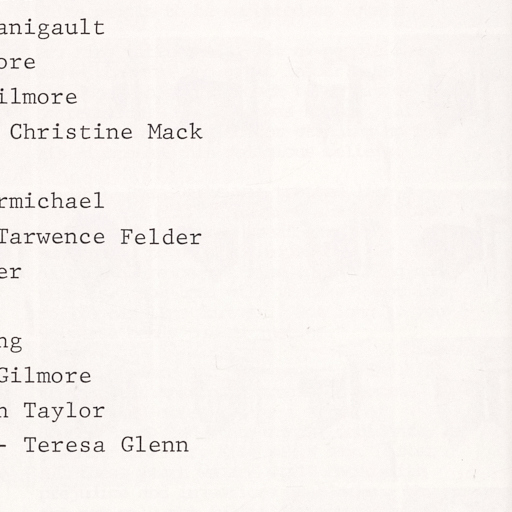 anigault
ore
ilmore
Christine Mack
rmichael
Tarwence Felder
er
ng
Gilmore
n Taylor
- Teresa Glenn